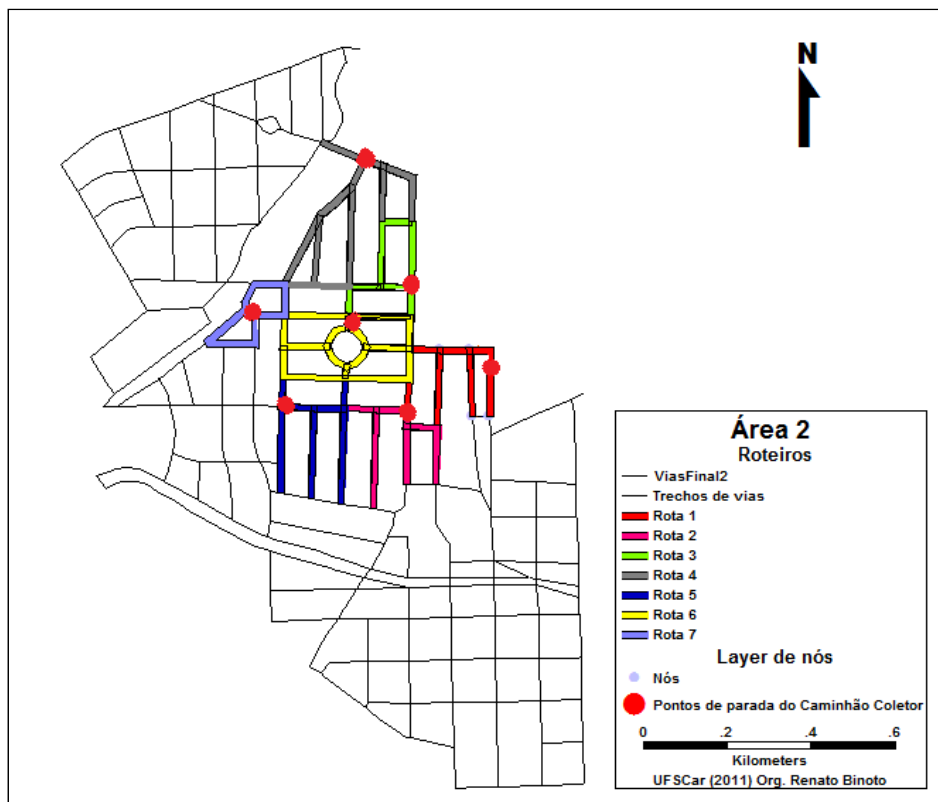 N
Área 2
Roteiros
ViasFinal2
Trechos de vias
Rota 1
Rota 2
Rota 3
Rota 4
Rota 5
Rota 6
Rota 7
Layer de nós
Nós
Pontos de parada do Caminhão Coletor
0 .2 .4 .6
Kilometers
UFSCar (2011) Org. Renato Binoto